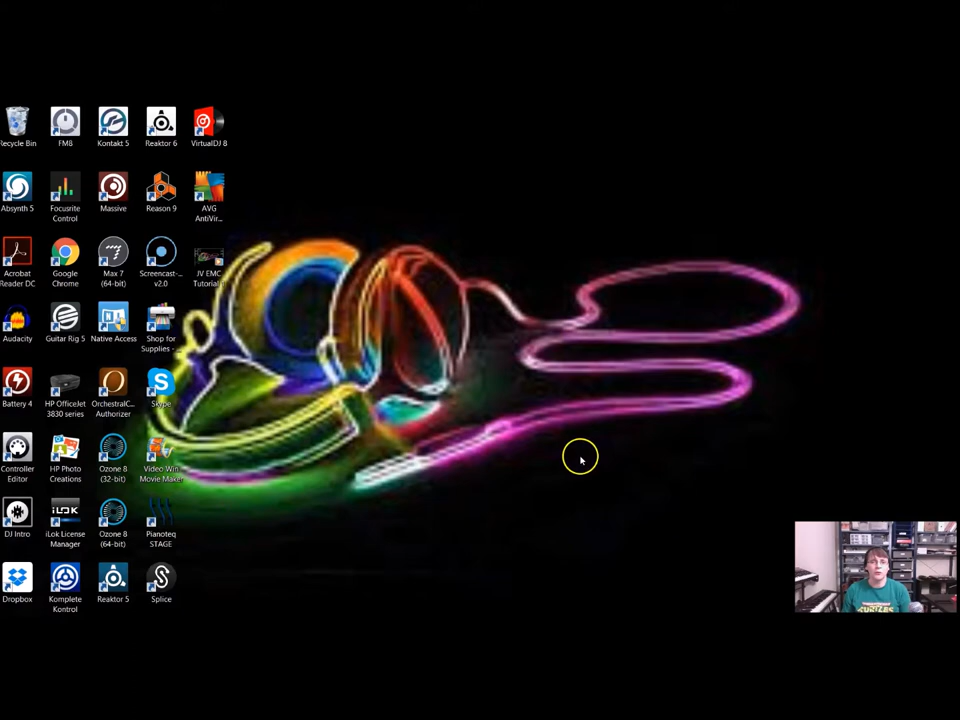 Recycle Bin
FM8
Kontakt 5
Reaktor 6
VirtualDJ 8
Absynth 5
Focusrite
Control
Massive
Reason 9
AVG
AntiVir...
Acrobat
Reader DC
Google
Chrome
Max 7
(64-bit)
Screencast-...
v2.0
JV EMC
Tutorial
Audacity
Guitar Rig 5
Native Access
Shop for
Supplies -...
Battery 4
HP OfficeJet
3830 series
OrchestralC...
Authorizer
Skype
Controller
Editor
HP Photo
Creations
Ozone 8
(32-bit)
Video Win
Movie Maker
DJ Intro
iLOK
iLok License
Manager
Ozone 8
(64-bit)
Pianoteq
STAGE
Dropbox
Komplete
Kontrol
Reaktor 5
Splice
TURTLES